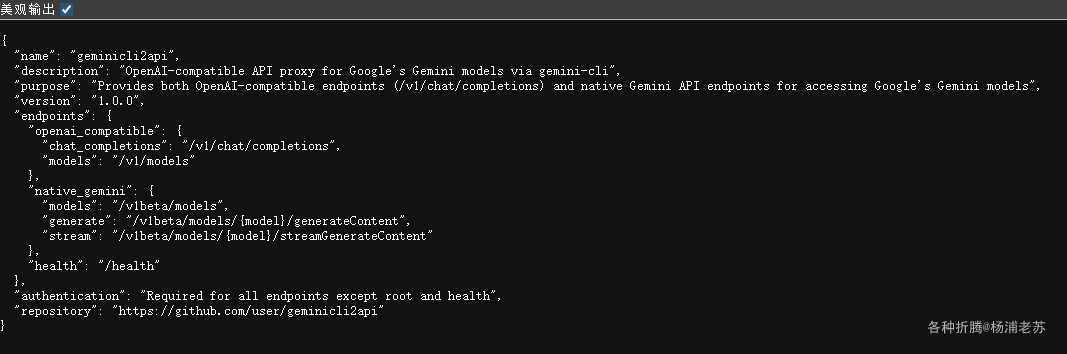 美观输出
{
  "name": "geminicli2api",
  "description": "OpenAI-compatible API proxy for Google's Gemini models via gemini-cli",
  "purpose": "Provides both OpenAI-compatible endpoints (/v1/chat/completions) and native Gemini API endpoints for accessing Google's Gemini models",
  "version": "1.0.0",
  "endpoints": {
    "openai_compatible": {
      "chat_completions": "/v1/chat/completions",
      "models": "/v1/models"
    },
    "native_gemini": {
      "models": "/v1beta/models",
      "generate": "/v1beta/models/{model}/generateContent",
      "stream": "/v1beta/models/{model}/streamGenerateContent"
    },
    "health": "/health"
  },
  "authentication": "Required for all endpoints except root and health",
  "repository": "https://github.com/user/geminicli2api"
}
各种折腾@杨浦老苏